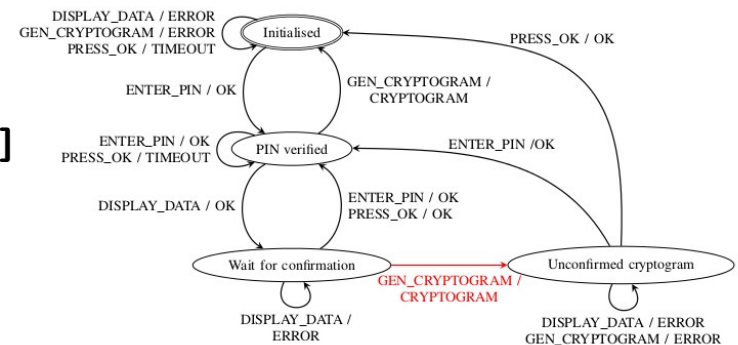 DISPLAY_DATA / ERROR
GEN_CRYPTOGRAM / ERROR
PRESS_OK / TIMEOUT
Initialised
PRESS_OK / OK
ENTER_PIN / OK
GEN_CRYPTOGRAM /
CRYPTOGRAM
]
ENTER_PIN / OK
PRESS_OK / TIMEOUT
PIN verified
ENTER_PIN /OK
DISPLAY_DATA / OK
ENTER_PIN / OK
PRESS_OK / OK
Wait for confirmation
GEN_CRYPTOGRAM /
CRYPTOGRAM
Unconfirmed cryptogram
DISPLAY_DATA /
ERROR
DISPLAY_DATA / ERROR
GEN_CRYPTOGRAM / ERROR